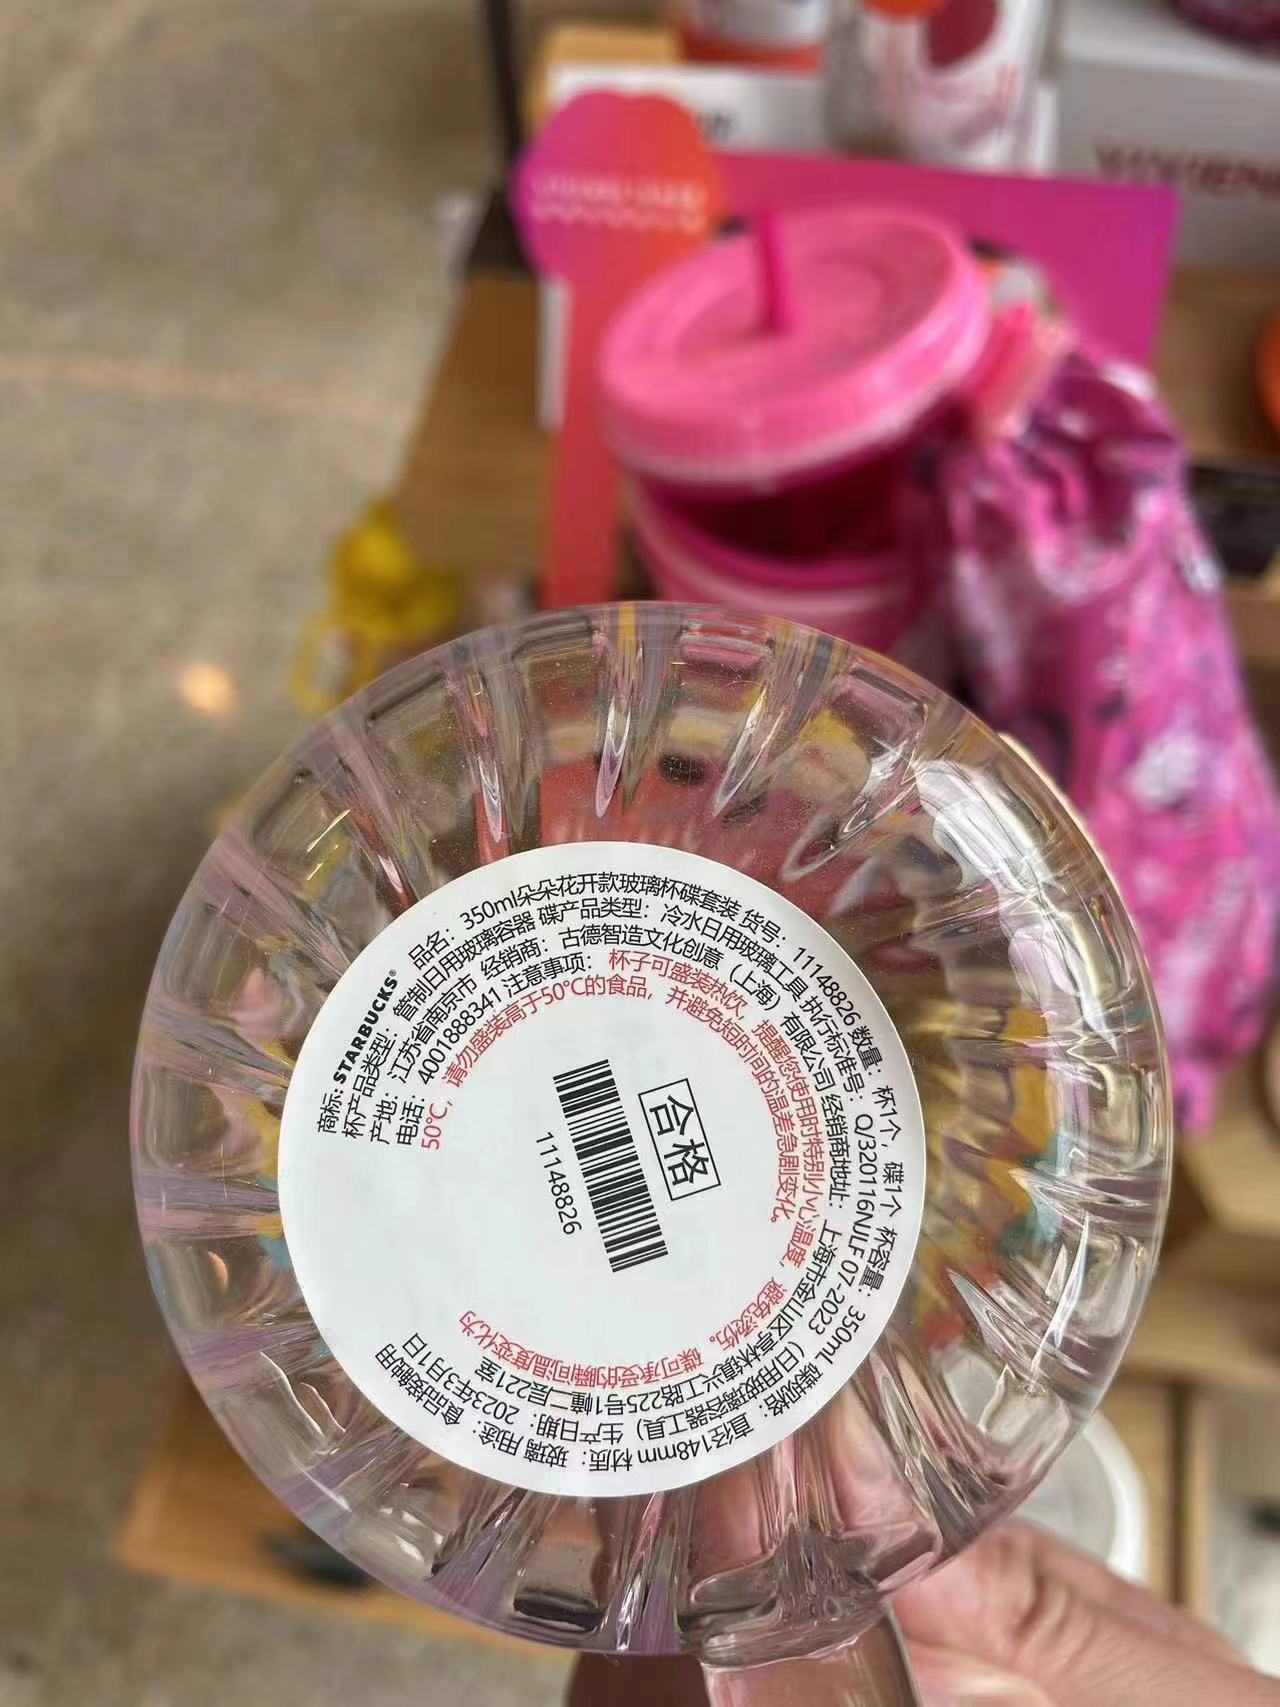 商标: STARBUCKS® 品名：350ml朵朵花开款玻璃杯碟套装 货号：11148826 数量：杯1个，碟1个 杯容量：350mL 碟规格：直径148mm 材质：玻璃 用途：食品接触用
杯产品类型：管制日用玻璃容器 碟产品类型：冷水日用玻璃工具 执行标准号：Q/320116NJLF 07-2023（日用玻璃容器工具） 生产日期：2023年3月1日
产地：江苏省南京市 经销商：古德智造文化创意（上海）有限公司 经销商地址：上海市金山区亭林镇兴工路225号1幢二层221室
电话：4001888341 注意事项：杯子可盛装热饮，提醒您使用时特别小心温度，避免烫伤。碟可承受的瞬间温度变化为
50℃，请勿盛装高于50℃的食品，并避免短时间的温差急剧变化。
合格
11148826